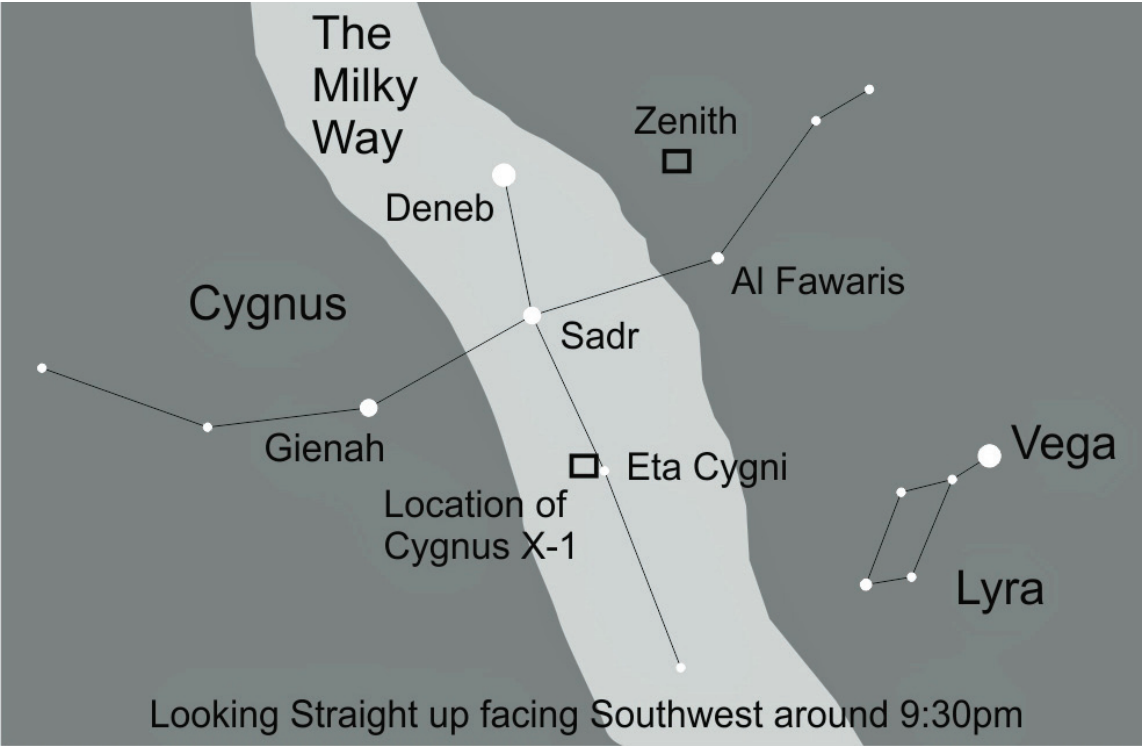 The
Milky
Way
Zenith
Deneb
Al Fawaris
Cygnus
Sadr
Gienah
Eta Cygni
Vega
Location of
Cygnus X-1
Lyra
Looking Straight up facing Southwest around 9:30pm